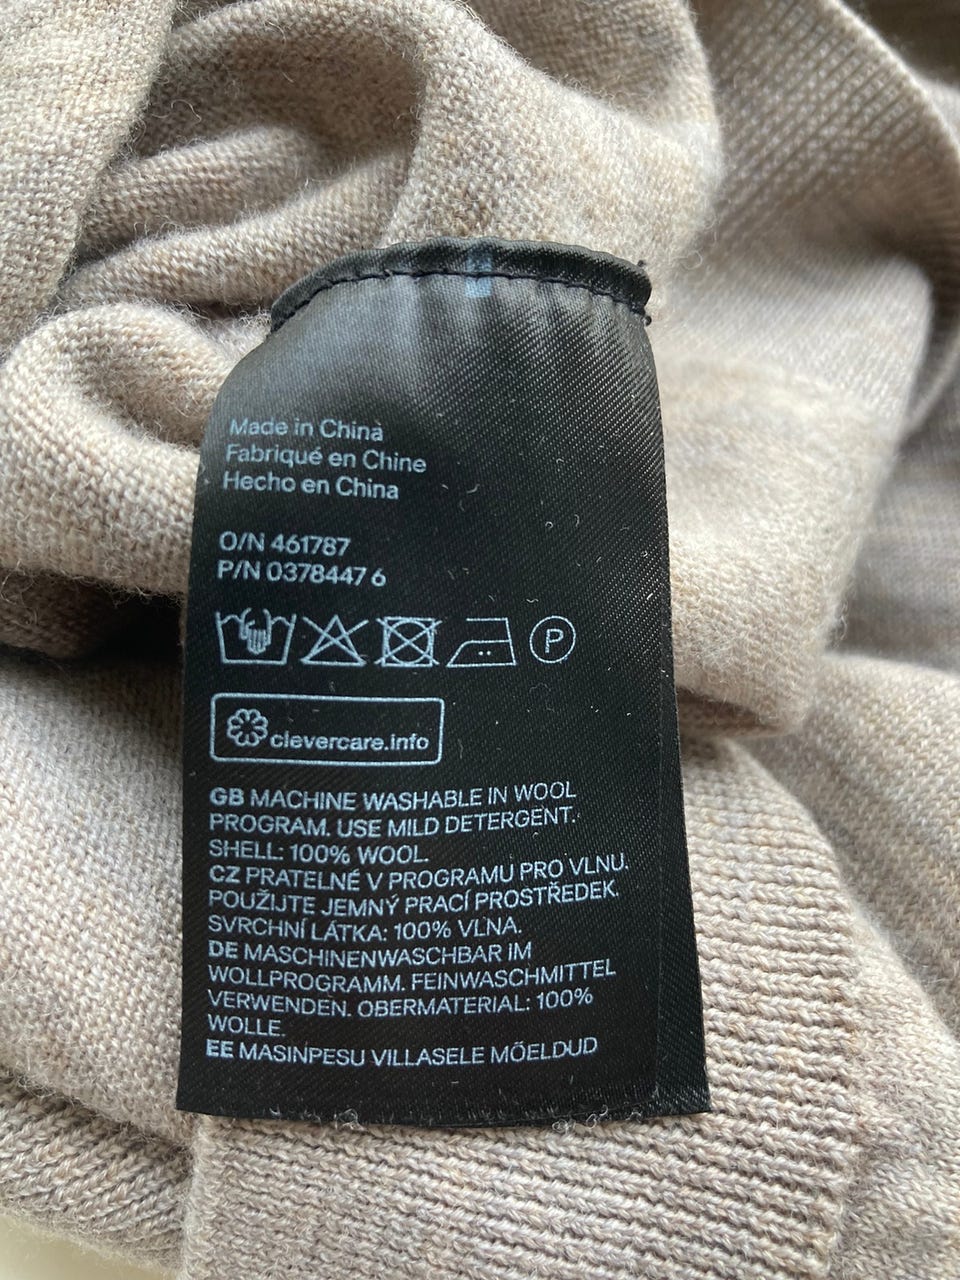 Made in China
Fabriqué en Chine
Hecho en China
O/N 461787
P/N 0378447 6
P
clevercare.info
GB MACHINE WASHABLE IN WOOL
PROGRAM. USE MILD DETERGENT.
SHELL: 100% WOOL.
CZ PRATELNÉ V PROGRAMU PRO VLNU.
POUŽIJTE JEMNÝ PRACÍ PROSTŘEDEK.
SVRCHNÍ LÁTKA: 100% VLNA.
DE MASCHINENWASCHBAR IM
WOLLPROGRAMM. FEINWASCHMITTEL
VERWENDEN. OBERMATERIAL: 100%
WOLLE.
EE MASINPESU VILLASELE MÕELDUD